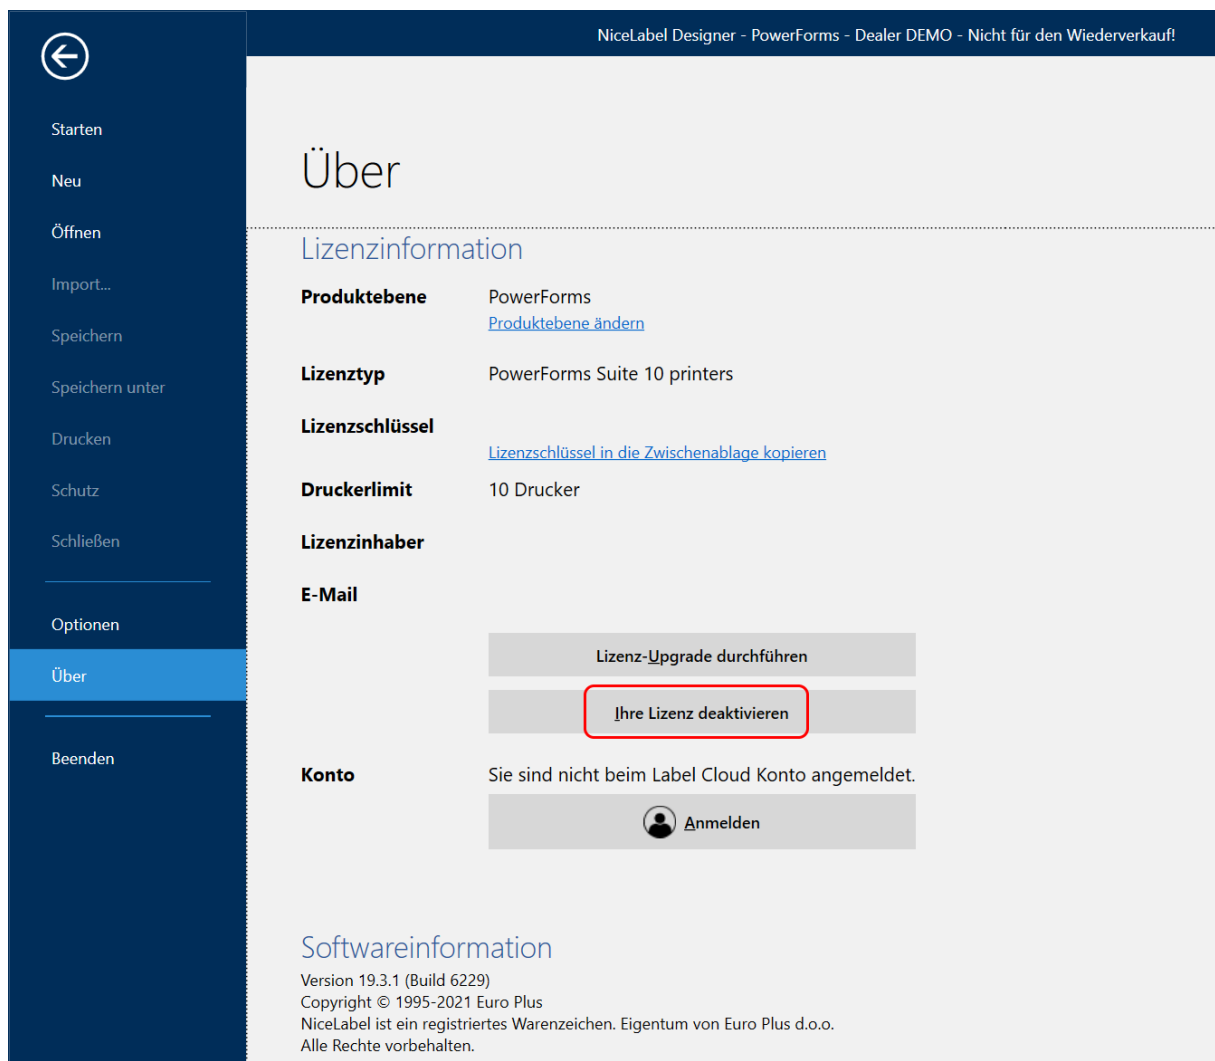 NiceLabel Designer - PowerForms - Dealer DEMO - Nicht für den Wiederverkauf!
Starten
Neu
Öffnen
Import...
Speichern
Speichern unter
Drucken
Schutz
Schließen
Optionen
Über
Beenden
Über
Lizenzinformation
Produktebene PowerForms
Produktebene ändern
Lizenztyp PowerForms Suite 10 printers
Lizenzschlüssel
Lizenzschlüssel in die Zwischenablage kopieren
Druckerlimit 10 Drucker
Lizenzinhaber
E-Mail
Lizenz-Upgrade durchführen
Ihre Lizenz deaktivieren
Konto Sie sind nicht beim Label Cloud Konto angemeldet.
Anmelden
Softwareinformation
Version 19.3.1 (Build 6229)
Copyright © 1995-2021 Euro Plus
NiceLabel ist ein registriertes Warenzeichen. Eigentum von Euro Plus d.o.o.
Alle Rechte vorbehalten.